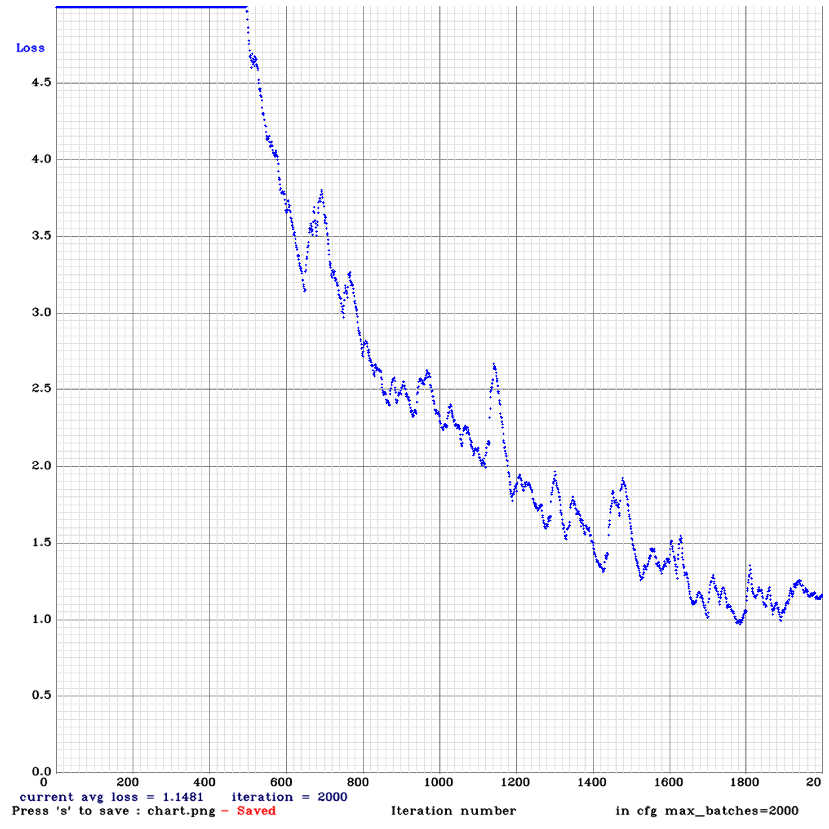 Loss
4.5
4.0
3.5
3.0
2.5
2.0
1.5
1.0
0.5
0.0
0 200 400 600 800 1000 1200 1400 1600 1800 20
current avg loss = 1.1481 iteration = 2000
Press 's' to save : chart.png - Saved Iteration number in cfg max_batches=2000